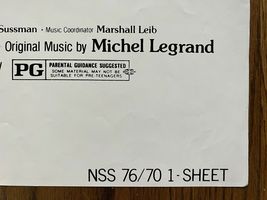 Sussman • Music Coordinator Marshall Leib
Original Music by Michel Legrand
PG PARENTAL GUIDANCE SUGGESTED
SOME MATERIAL MAY NOT BE
SUITABLE FOR PRE-TEENAGERS
NSS 76/70 1-SHEET